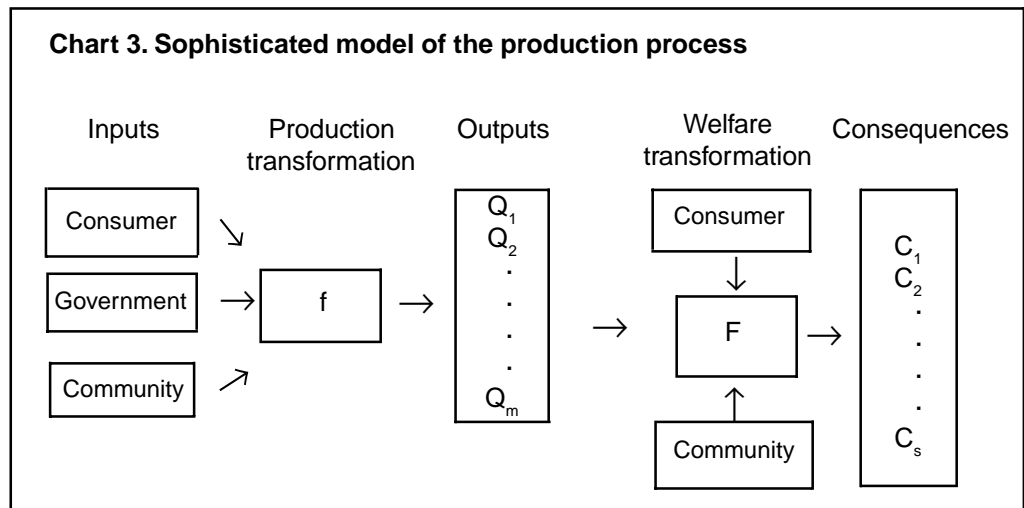 Chart 3. Sophisticated model of the production process
Inputs
Production
transformation
Outputs
Welfare
transformation
Consequences
Consumer
Government
Community
f
Q1
Q2
.
.
.
.
Qm
Consumer
F
Community
C1
C2
.
.
.
.
Cs